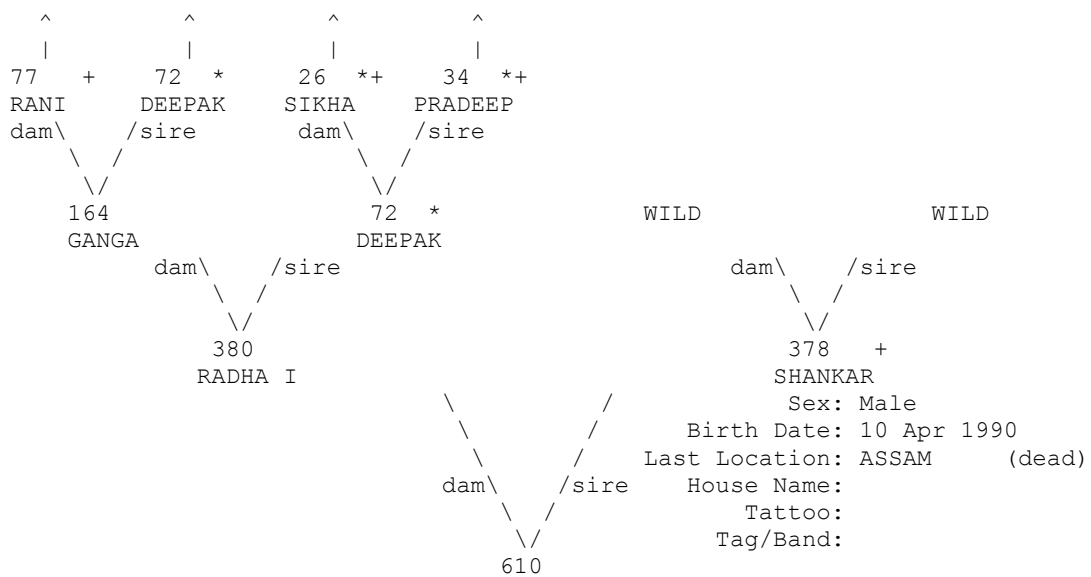 ^ ^ ^ ^
| | | |
77 + 72 * 26 *+ 34 *+
RANI DEEPAK SIKHA PRADEEP
dam\ /sire dam\ /sire
\ / \ /
\/ \/
164 72 * WILD WILD
GANGA DEEPAK
dam\ /sire dam\ /sire
\ / \ /
\/ \/
380 378 +
RADHA I SHANKAR
\ / Sex: Male
\ / Birth Date: 10 Apr 1990
\ / Last Location: ASSAM (dead)
dam\ /sire House Name:
\ / Tattoo:
\/ Tag/Band:
610